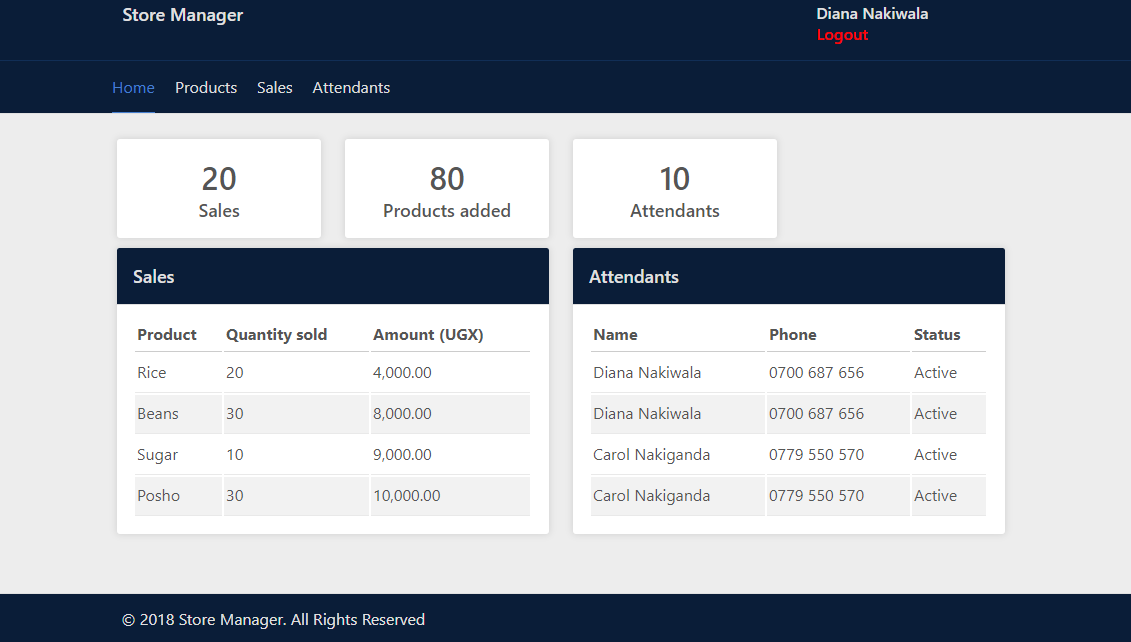 Store Manager
Diana Nakiwala
Logout
Home Products Sales Attendants
20
Sales
80
Products added
10
Attendants
Sales
Product Quantity sold Amount (UGX)
Rice 20 4,000.00
Beans 30 8,000.00
Sugar 10 9,000.00
Posho 30 10,000.00
Attendants
Name Phone Status
Diana Nakiwala 0700 687 656 Active
Diana Nakiwala 0700 687 656 Active
Carol Nakiganda 0779 550 570 Active
Carol Nakiganda 0779 550 570 Active
© 2018 Store Manager. All Rights Reserved